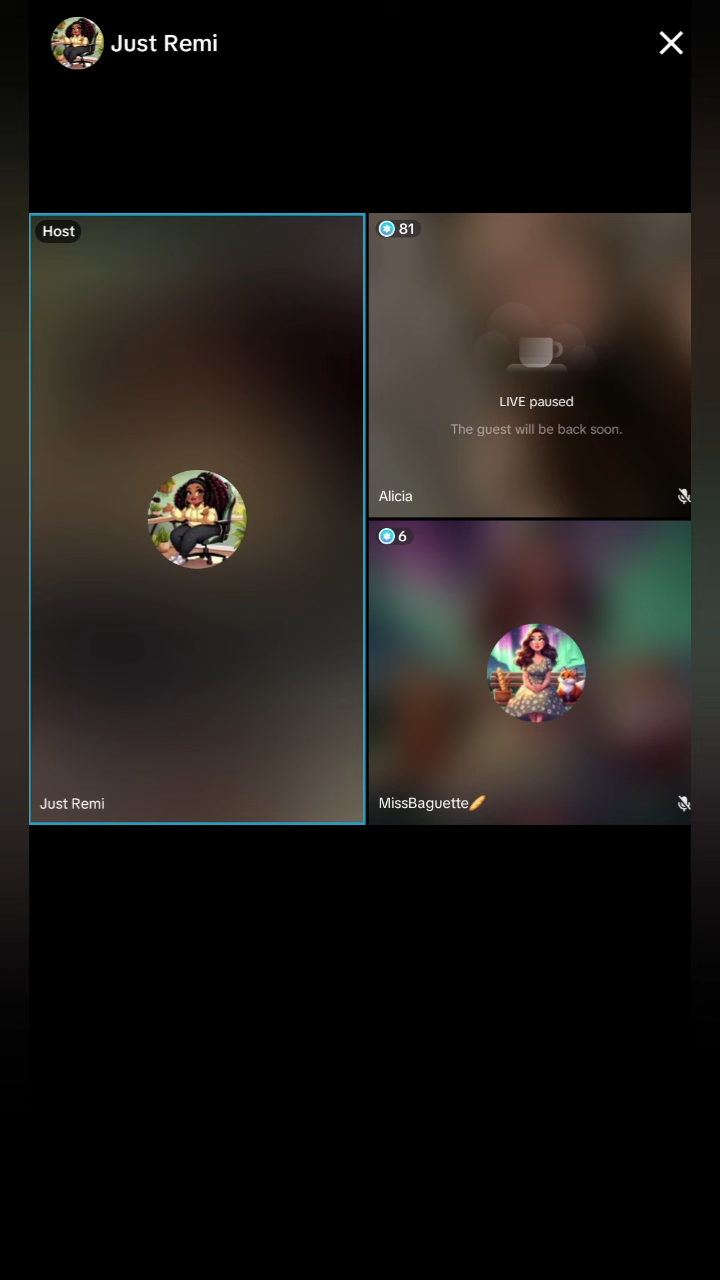 Just Remi
Host
81
LIVE paused
The guest will be back soon.
Alicia
6
Just Remi
MissBaguette🥖